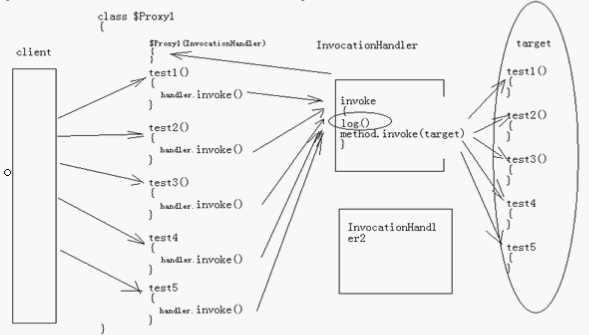 class $Proxy1
{
client
$Proxy1(InvocationHandler)
{
}
test1()
{
handler.invoke()
}
test2()
{
handler.invoke()
}
test3()
{
handler.invoke()
}
test4
{
handler.invoke()
}
test5
{
handler.invoke()
}
}
InvocationHandler
invoke
{
log()
method.invoke(target)
}
InvocationHandl
er2
target
test1()
{
}
test2()
{
}
test3()
{
}
test4
{
}
test5
{
}